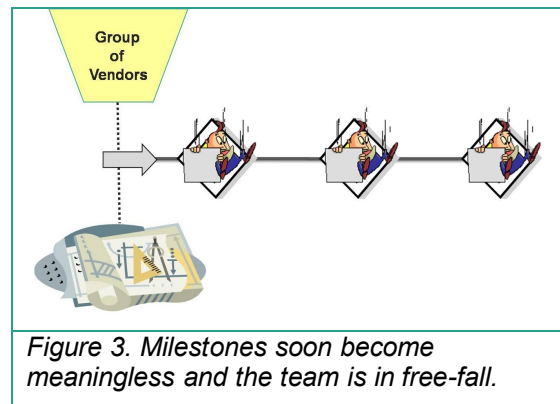 Group
of
Vendors
Figure 3. Milestones soon become
meaningless and the team is in free-fall.